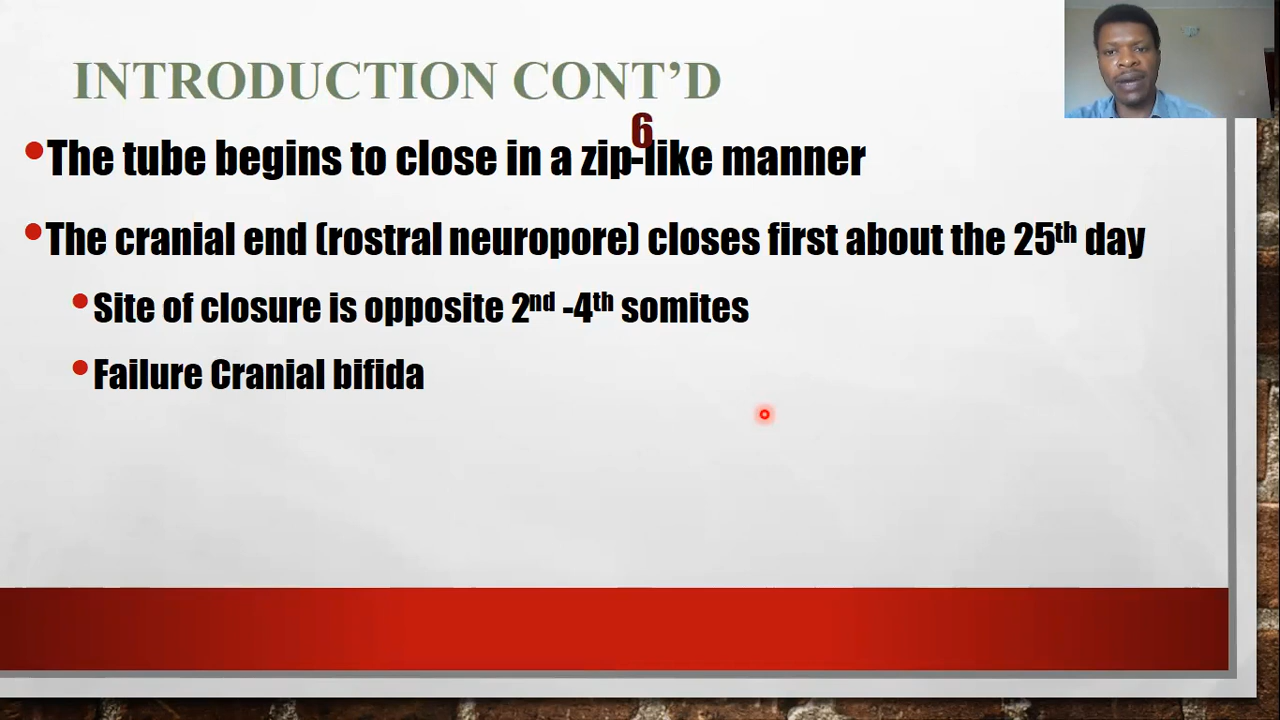 INTRODUCTION CONT’D
6
•The tube begins to close in a zip-like manner
•The cranial end (rostral neuropore) closes first about the 25th day
•Site of closure is opposite 2nd -4th somites
•Failure Cranial bifida